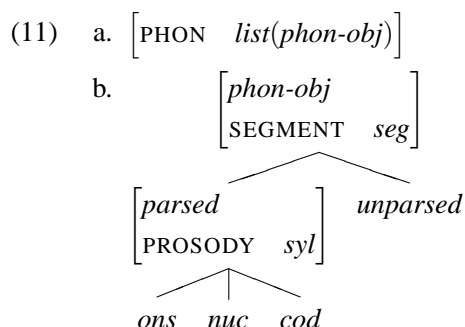 (11) a. [PHON list(phon-obj)]
b. [phon-obj
SEGMENT seg]
[parsed unparsed
PROSODY syl]
ons nuc cod